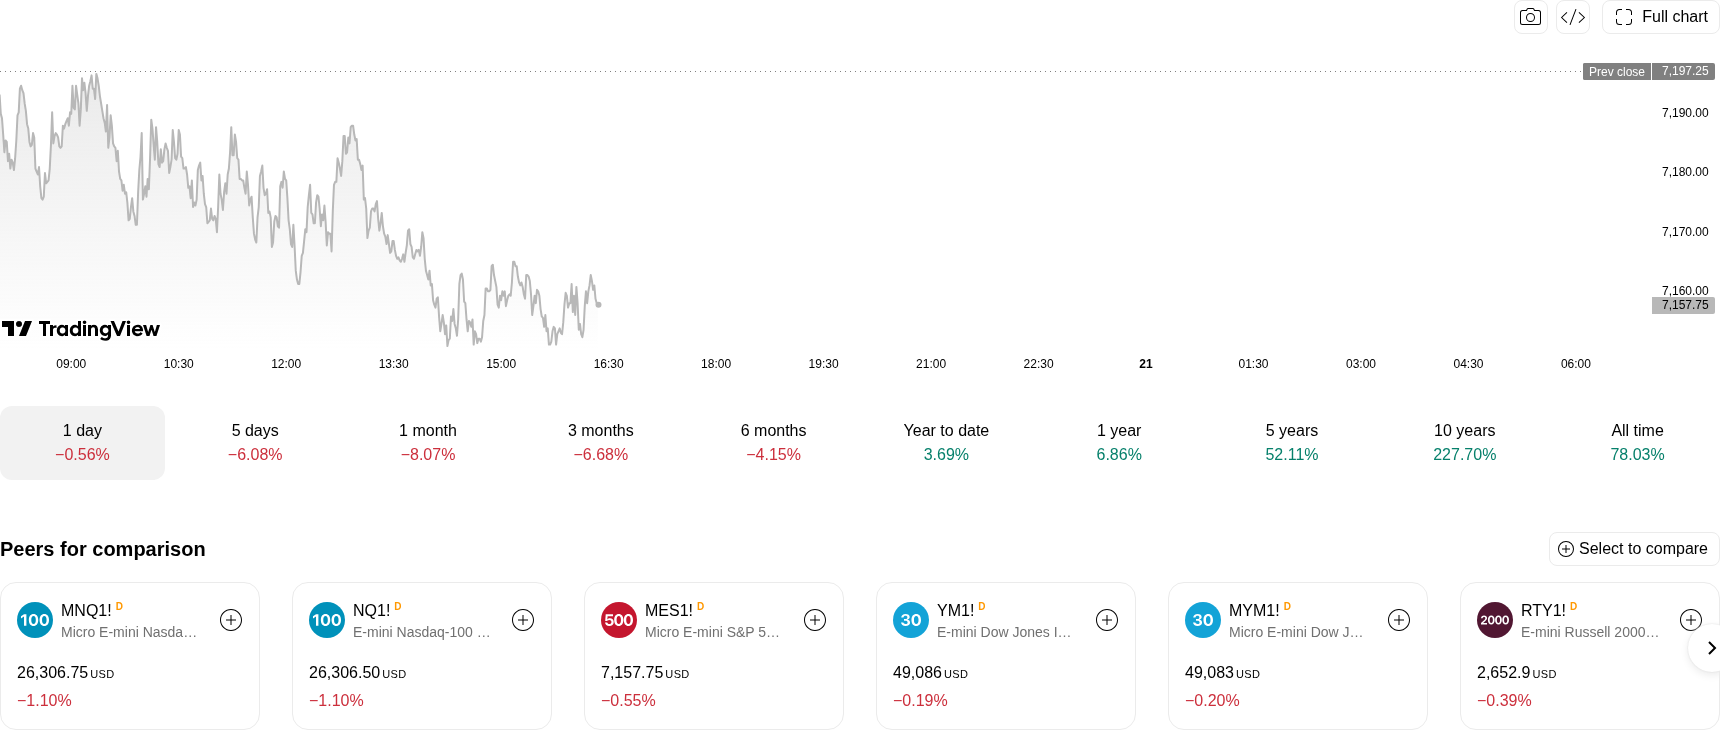 Full chart
Prev close 7,197.25
7,190.00
7,180.00
7,170.00
7,160.00
7,157.75
TradingView
09:00 10:30 12:00 13:30 15:00 16:30 18:00 19:30 21:00 22:30 21 01:30 03:00 04:30 06:00
1 day 5 days 1 month 3 months 6 months Year to date 1 year 5 years 10 years All time
−0.56% −6.08% −8.07% −6.68% −4.15% 3.69% 6.86% 52.11% 227.70% 78.03%
Peers for comparison
Select to compare
100 MNQ1! D
Micro E-mini Nasda…
26,306.75 USD
−1.10%
100 NQ1! D
E-mini Nasdaq-100 …
26,306.50 USD
−1.10%
500 MES1! D
Micro E-mini S&P 5…
7,157.75 USD
−0.55%
30 YM1! D
E-mini Dow Jones I…
49,086 USD
−0.19%
30 MYM1! D
Micro E-mini Dow J…
49,083 USD
−0.20%
2000 RTY1! D
E-mini Russell 2000…
2,652.9 USD
−0.39%